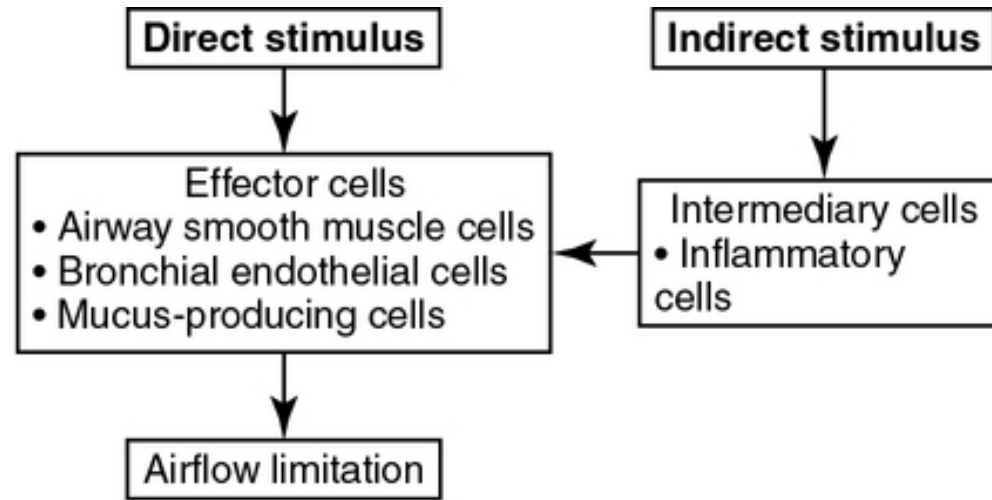 Direct stimulus
Indirect stimulus
Effector cells
• Airway smooth muscle cells
• Bronchial endothelial cells
• Mucus-producing cells
Intermediary cells
• Inflammatory
cells
Airflow limitation